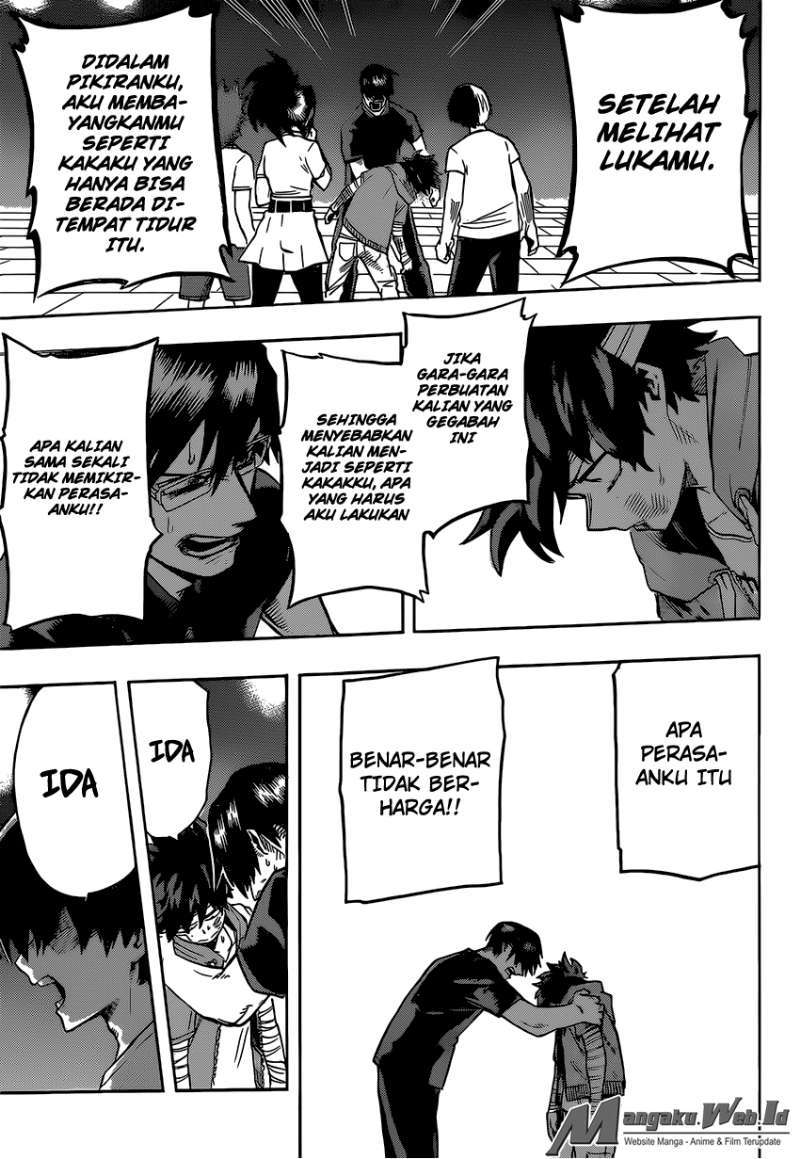 SETELAH
MELIHAT
LUKAMU.
DIDALAM
PIKIRANKU,
AKU MEMBA-
YANGKANMU
SEPERTI
KAKAKU YANG
HANYA BISA
BERADA DI-
TEMPAT TIDUR
ITU.
JIKA
GARA-GARA
PERBUATAN
KALIAN YANG
GEGABAH
INI
SEHINGGA
MENYEBABKAN
KALIAN MEN-
JADI SEPERTI
KAKAKKU, APA
YANG HARUS
AKU LAKUKAN
APA KALIAN
SAMA SEKALI
TIDAK MEMIKIR-
KAN PERASA-
ANKU!!
APA
PERASA-
ANKU ITU
BENAR-BENAR
TIDAK BER-
HARGA!!
IDA
IDA
Mangaku.Web.Id
Website Manga - Anime & Film Terupdate